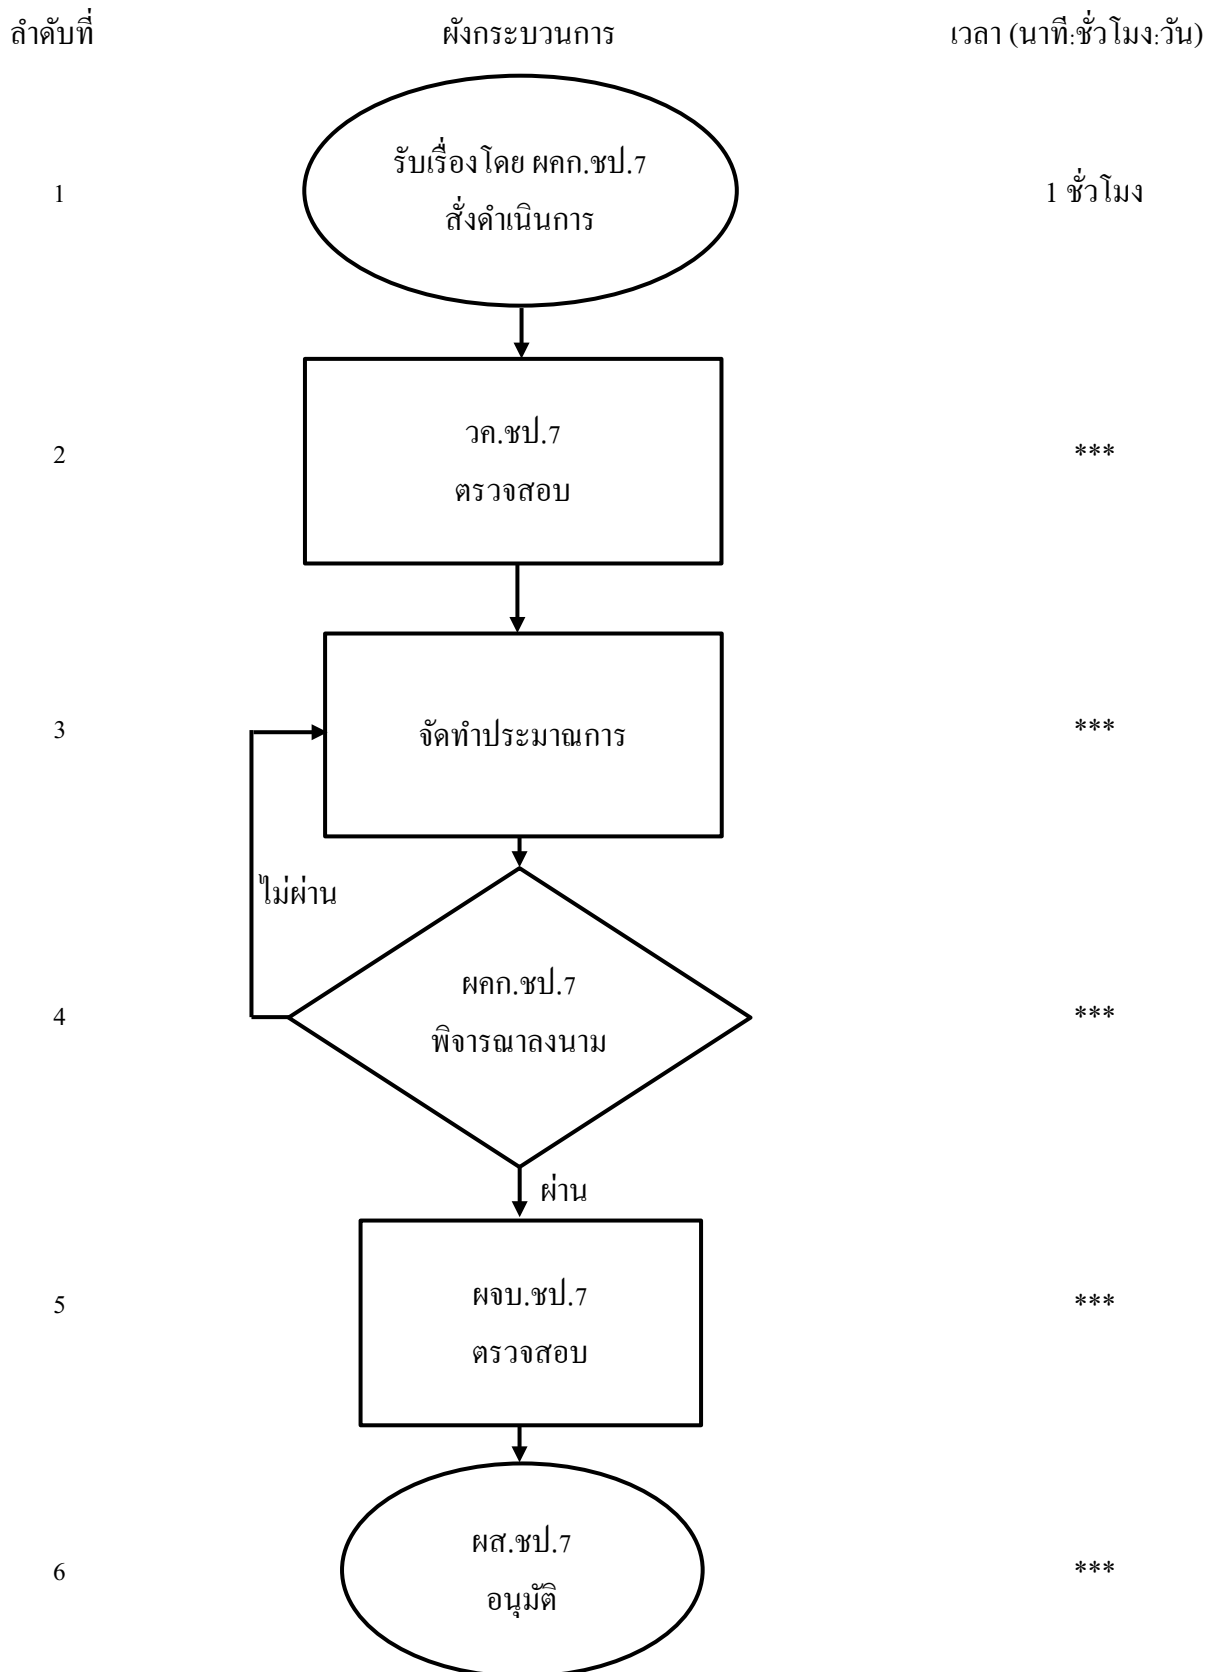 ลำดับที่ ผังกระบวนการ เวลา (นาที:ชั่วโมง:วัน)
รับเรื่องโดย ผคก.ชป.7
1 1 ชั่วโมง
สั่งดำเนินการ
วค.ชป.7
2 ***
ตรวจสอบ
3 จัดทำประมาณการ ***
ไม่ผ่าน
ผคก.ชป.7
4 ***
พิจารณาลงนาม
ผ่าน
ผจบ.ชป.7
5 ***
ตรวจสอบ
ผส.ชป.7
6 ***
อนุมัติ